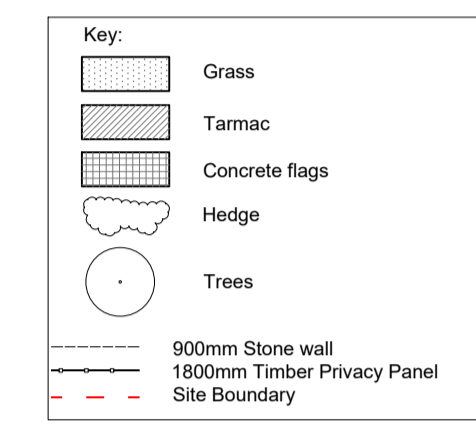 Key:
Grass
Tarmac
Concrete flags
Hedge
Trees
900mm Stone wall
1800mm Timber Privacy Panel
Site Boundary